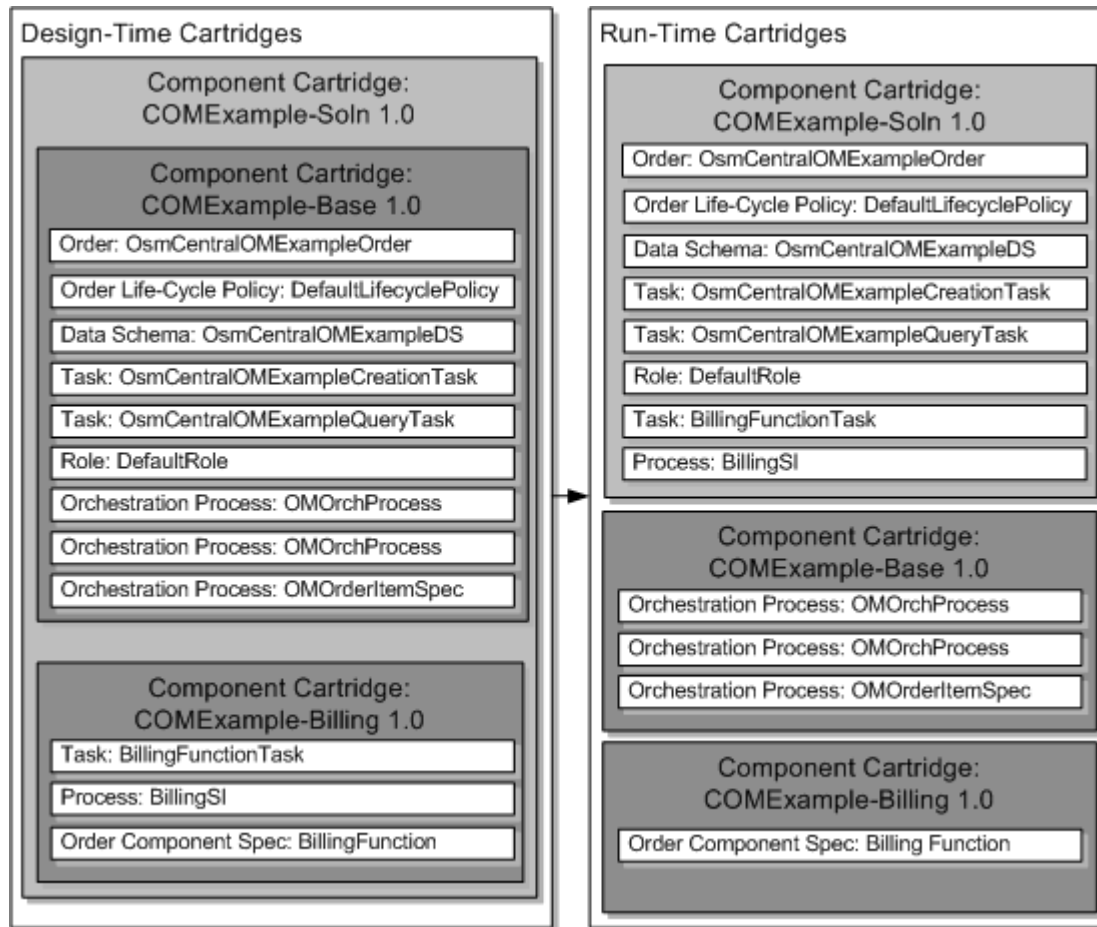 Design-Time Cartridges
Component Cartridge:
COMExample-Soln 1.0
Component Cartridge:
COMExample-Base 1.0
Order: OsmCentralOMExampleOrder
Order Life-Cycle Policy: DefaultLifecyclePolicy
Data Schema: OsmCentralOMExampleDS
Task: OsmCentralOMExampleCreationTask
Task: OsmCentralOMExampleQueryTask
Role: DefaultRole
Orchestration Process: OMOrchProcess
Orchestration Process: OMOrchProcess
Orchestration Process: OMOrderItemSpec
Component Cartridge:
COMExample-Billing 1.0
Task: BillingFunctionTask
Process: BillingSI
Order Component Spec: BillingFunction
Run-Time Cartridges
Component Cartridge:
COMExample-Soln 1.0
Order: OsmCentralOMExampleOrder
Order Life-Cycle Policy: DefaultLifecyclePolicy
Data Schema: OsmCentralOMExampleDS
Task: OsmCentralOMExampleCreationTask
Task: OsmCentralOMExampleQueryTask
Role: DefaultRole
Task: BillingFunctionTask
Process: BillingSI
Component Cartridge:
COMExample-Base 1.0
Orchestration Process: OMOrchProcess
Orchestration Process: OMOrchProcess
Orchestration Process: OMOrderItemSpec
Component Cartridge:
COMExample-Billing 1.0
Order Component Spec: Billing Function